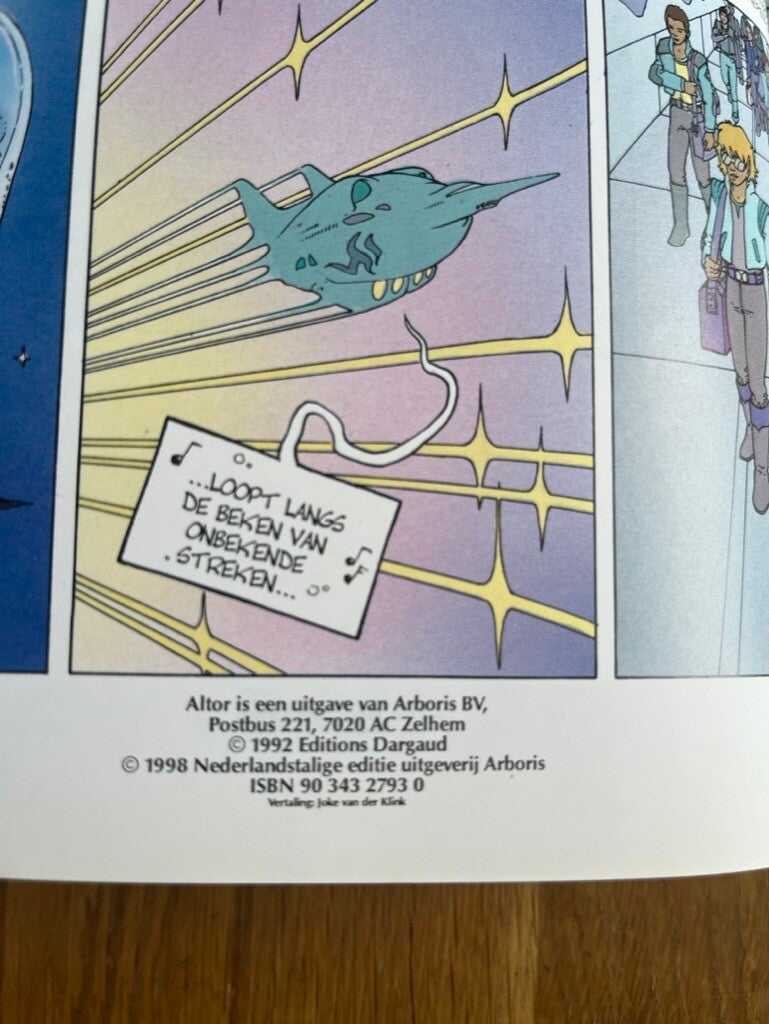 ...LOOPT LANGS
DE BEKEN VAN
ONBEKENDE
STREKEN...
Altor is een uitgave van Arboris BV,
Postbus 221, 7020 AC Zelhem
© 1992 Editions Dargaud
© 1998 Nederlandstalige editie uitgeverij Arboris
ISBN 90 343 2793 0
Vertaling: Joke van der Klink